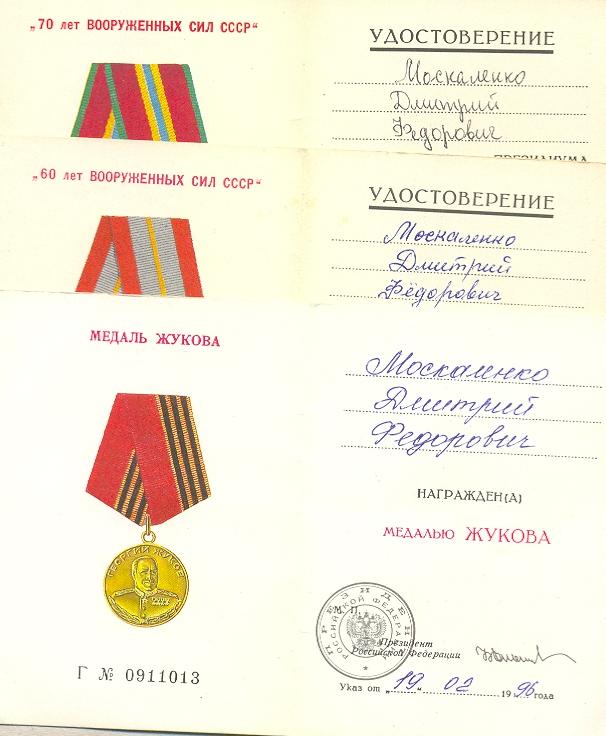 „70 лет ВООРУЖЕННЫХ СИЛ СССР“
УДОСТОВЕРЕНИЕ
Москаленко
Дмитрий
Федорович
ПРЕЗИДИУМА
„60 лет ВООРУЖЕННЫХ СИЛ СССР“
УДОСТОВЕРЕНИЕ
Москаленко
Дмитрий
Фёдорович
МЕДАЛЬ ЖУКОВА
ГЕОРГИЙ ЖУКОВ
Г № 0911013
Москаленко
Дмитрий
Федорович
НАГРАЖДЕН(А)
МЕДАЛЬЮ ЖУКОВА
М.П.
Президент
Российской Федерации
Указ от „19„ 02 1996 года